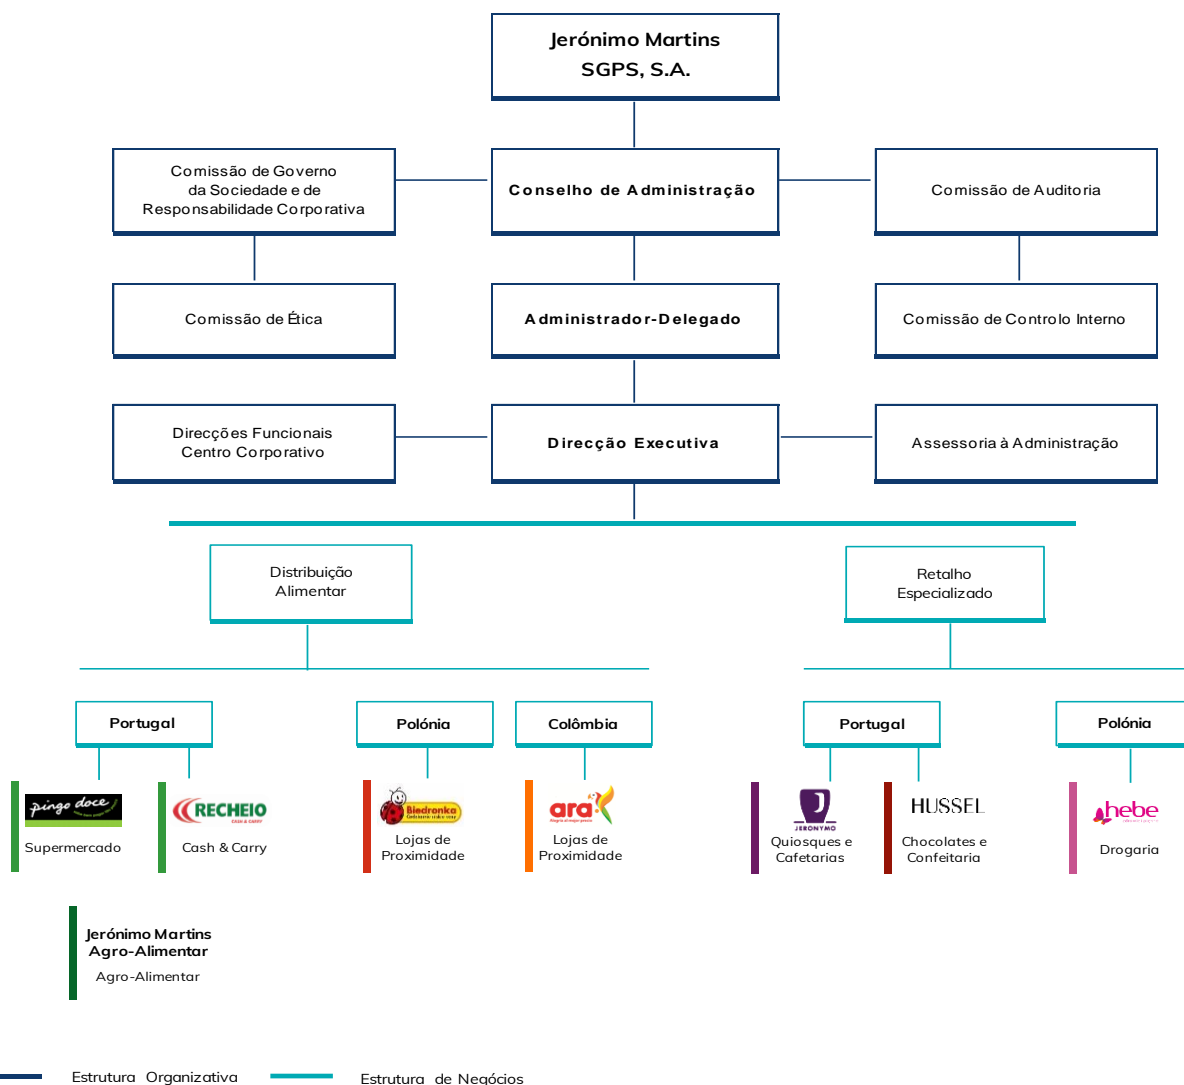 Jerónimo Martins
SGPS, S.A.
Comissão de Governo
da Sociedade e de
Responsabilidade Corporativa
Conselho de Administração
Comissão de Auditoria
Comissão de Ética
Administrador-Delegado
Comissão de Controlo Interno
Direcções Funcionais
Centro Corporativo
Direcção Executiva
Assessoria à Administração
Distribuição
Alimentar
Retalho
Especializado
Portugal
Polónia
Colômbia
Portugal
Polónia
pingo doce
Supermercado
RECHEIO
CASH & CARRY
Cash & Carry
Biedronka
Lojas de
Proximidade
ara
Lojas de
Proximidade
JERONYMO
Quiosques e
Cafetarias
HUSSEL
Chocolates e
Confeitaria
hebe
Drogaria
Jerónimo Martins
Agro-Alimentar
Agro-Alimentar
Estrutura Organizativa
Estrutura de Negócios